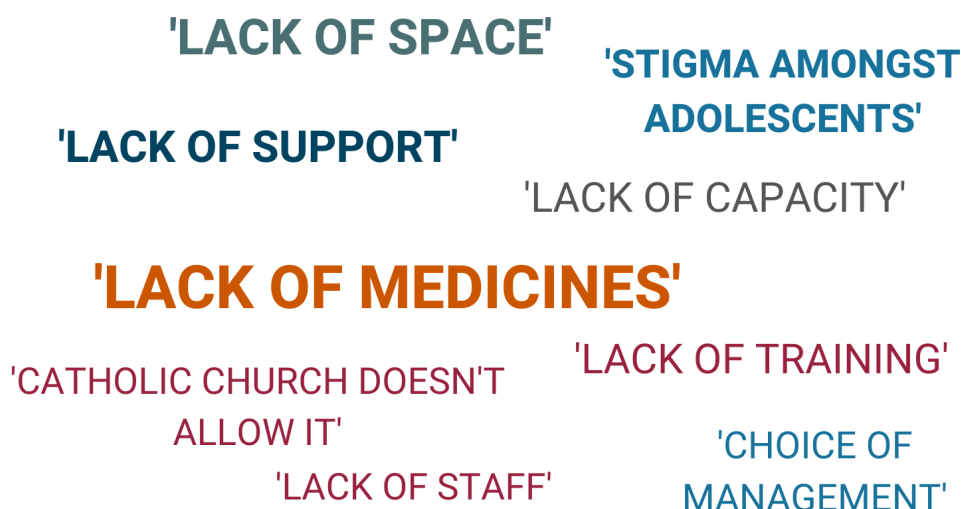 'LACK OF SPACE'
'STIGMA AMONGST
ADOLESCENTS'
'LACK OF SUPPORT'
'LACK OF CAPACITY'
'LACK OF MEDICINES'
'LACK OF TRAINING'
'CATHOLIC CHURCH DOESN'T
ALLOW IT'
'CHOICE OF
MANAGEMENT'
'LACK OF STAFF'